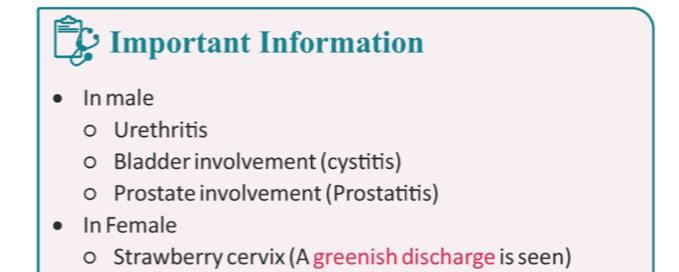 Important Information
• In male
○ Urethritis
○ Bladder involvement (cystitis)
○ Prostate involvement (Prostatitis)
• In Female
○ Strawberry cervix (A greenish discharge is seen)